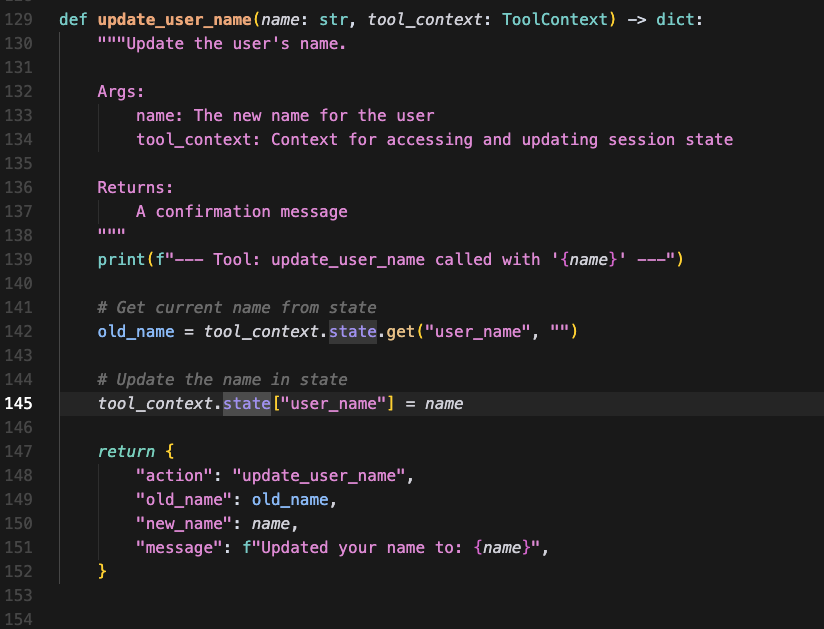 129 def update_user_name(name: str, tool_context: ToolContext) -> dict:
130     """Update the user's name.
131
132     Args:
133         name: The new name for the user
134         tool_context: Context for accessing and updating session state
135
136     Returns:
137         A confirmation message
138     """
139     print(f"--- Tool: update_user_name called with '{name}' ---")
140
141     # Get current name from state
142     old_name = tool_context.state.get("user_name", "")
143
144     # Update the name in state
145     tool_context.state["user_name"] = name
146
147     return {
148         "action": "update_user_name",
149         "old_name": old_name,
150         "new_name": name,
151         "message": f"Updated your name to: {name}",
152     }
153
154